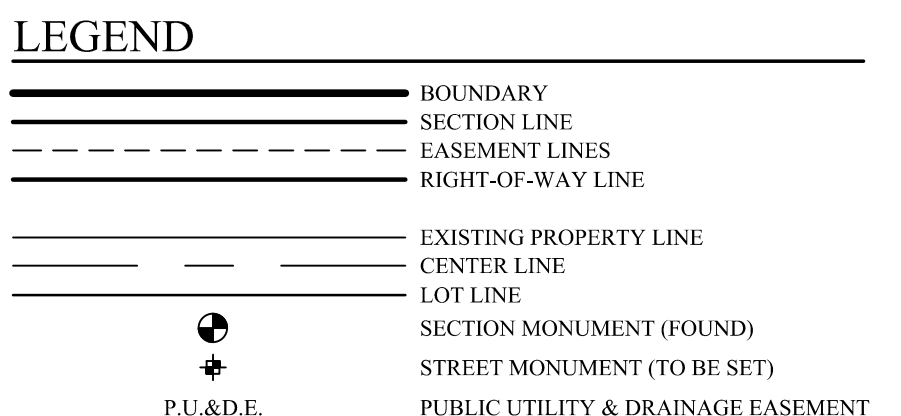 LEGEND
BOUNDARY
SECTION LINE
EASEMENT LINES
RIGHT-OF-WAY LINE
EXISTING PROPERTY LINE
CENTER LINE
LOT LINE
SECTION MONUMENT (FOUND)
STREET MONUMENT (TO BE SET)
P.U.&D.E. PUBLIC UTILITY & DRAINAGE EASEMENT